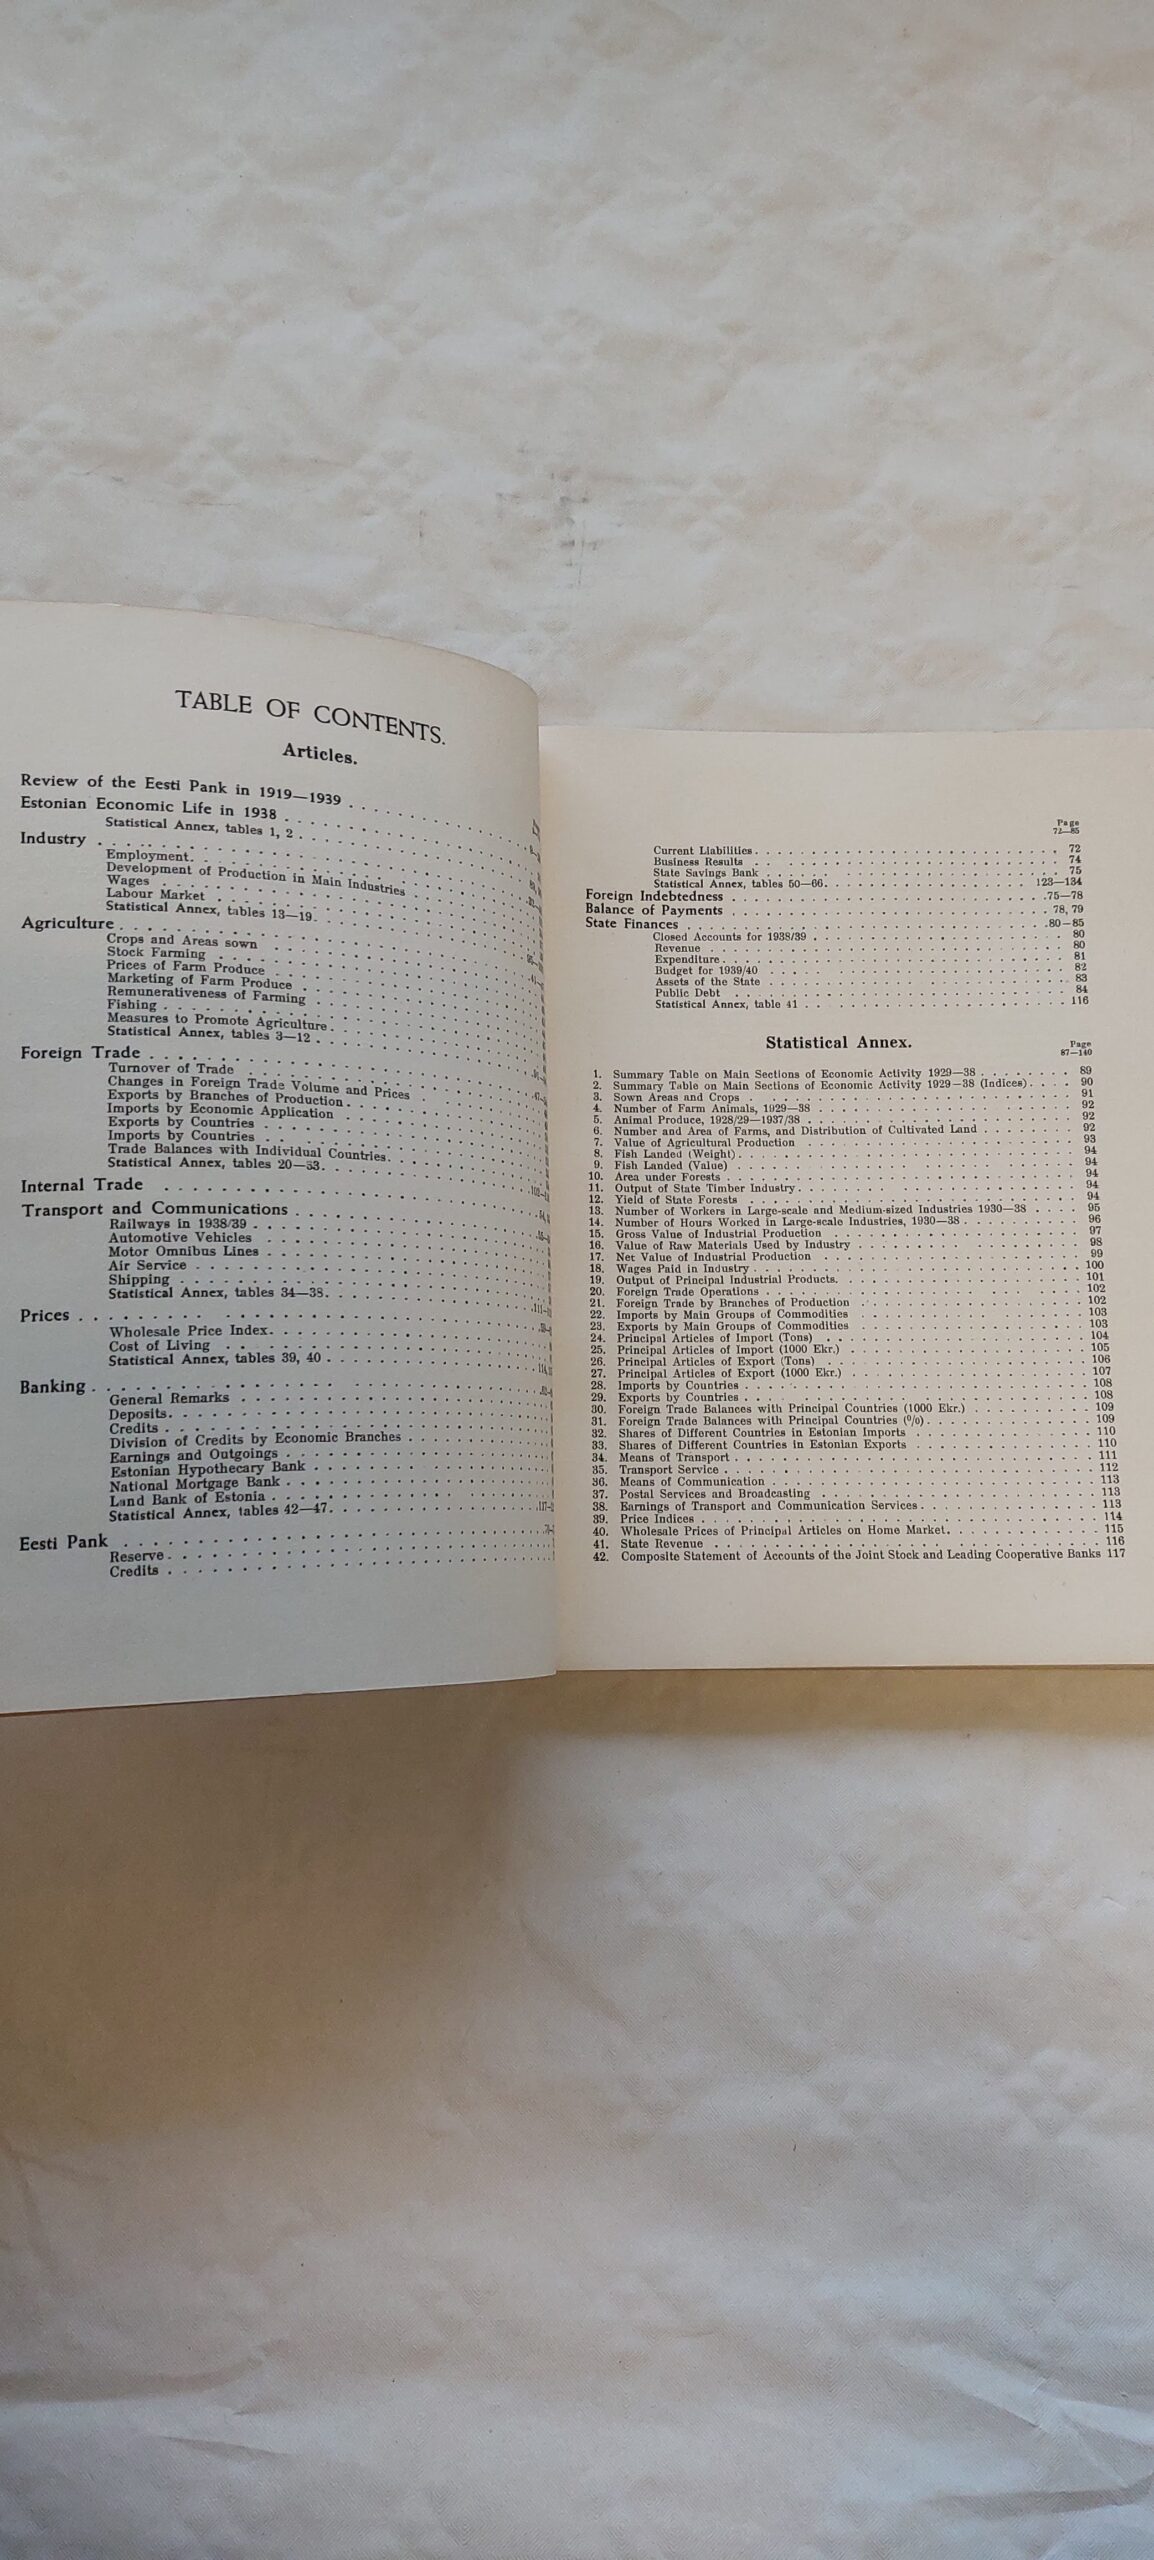 TABLE OF CONTENTS.
Articles.
Review of the Eesti Pank in 1919—1939
Estonian Economic Life in 1938
Statistical Annex, tables 1, 2
Industry
Employment
Development of Production in Main Industries
Wages
Labour Market
Statistical Annex, tables 13—19
Agriculture
Crops and Areas sown
Stock Farming
Prices of Farm Produce
Marketing of Farm Produce
Remunerativeness of Farming
Fishing
Measures to Promote Agriculture
Statistical Annex, tables 3—12
Foreign Trade
Turnover of Trade
Changes in Foreign Trade Volume and Prices
Exports by Branches of Production
Imports by Economic Application
Exports by Countries
Imports by Countries
Trade Balances with Individual Countries
Statistical Annex, tables 20—33
Internal Trade
Transport and Communications
Railways in 1938/39
Automotive Vehicles
Motor Omnibus Lines
Air Service
Shipping
Statistical Annex, tables 34—38
Prices
Wholesale Price Index
Cost of Living
Statistical Annex, tables 39, 40
Banking
General Remarks
Deposits
Credits
Division of Credits by Economic Branches
Earnings and Outgoings
Estonian Hypothecary Bank
National Mortgage Bank
Land Bank of Estonia
Statistical Annex, tables 42—47
Eesti Pank
Reserve
Credits
Page
72—85
Current Liabilities . . . 72
Business Results . . . 74
State Savings Bank . . . 75
Statistical Annex, tables 50—66 . . . 123—134
Foreign Indebtedness . . . 75—78
Balance of Payments . . . 78, 79
State Finances . . . 80—85
Closed Accounts for 1938/39 . . . 80
Revenue . . . 80
Expenditure . . . 81
Budget for 1939/40 . . . 82
Assets of the State . . . 83
Public Debt . . . 84
Statistical Annex, table 41 . . . 116
Statistical Annex.
Page
87—140
1. Summary Table on Main Sections of Economic Activity 1929—38 . . . 89
2. Summary Table on Main Sections of Economic Activity 1929—38 (Indices) . . . 90
3. Sown Areas and Crops . . . 91
4. Number of Farm Animals, 1929—38 . . . 92
5. Animal Produce, 1928/29—1937/38 . . . 92
6. Number and Area of Farms, and Distribution of Cultivated Land . . . 92
7. Value of Agricultural Production . . . 93
8. Fish Landed (Weight) . . . 94
9. Fish Landed (Value) . . . 94
10. Area under Forests . . . 94
11. Output of State Timber Industry . . . 94
12. Yield of State Forests . . . 94
13. Number of Workers in Large-scale and Medium-sized Industries 1930—38 . . . 95
14. Number of Hours Worked in Large-scale Industries, 1930—38 . . . 96
15. Gross Value of Industrial Production . . . 97
16. Value of Raw Materials Used by Industry . . . 98
17. Net Value of Industrial Production . . . 99
18. Wages Paid in Industry . . . 100
19. Output of Principal Industrial Products . . . 101
20. Foreign Trade Operations . . . 102
21. Foreign Trade by Branches of Production . . . 102
22. Imports by Main Groups of Commodities . . . 103
23. Exports by Main Groups of Commodities . . . 103
24. Principal Articles of Import (Tons) . . . 104
25. Principal Articles of Import (1000 Ekr.) . . . 105
26. Principal Articles of Export (Tons) . . . 106
27. Principal Articles of Export (1000 Ekr.) . . . 107
28. Imports by Countries . . . 108
29. Exports by Countries . . . 108
30. Foreign Trade Balances with Principal Countries (1000 Ekr.) . . . 109
31. Foreign Trade Balances with Principal Countries (%) . . . 109
32. Shares of Different Countries in Estonian Imports . . . 110
33. Shares of Different Countries in Estonian Exports . . . 110
34. Means of Transport . . . 111
35. Transport Service . . . 112
36. Means of Communication . . . 113
37. Postal Services and Broadcasting . . . 113
38. Earnings of Transport and Communication Services . . . 113
39. Price Indices . . . 114
40. Wholesale Prices of Principal Articles on Home Market . . . 115
41. State Revenue . . . 116
42. Composite Statement of Accounts of the Joint Stock and Leading Cooperative Banks 117